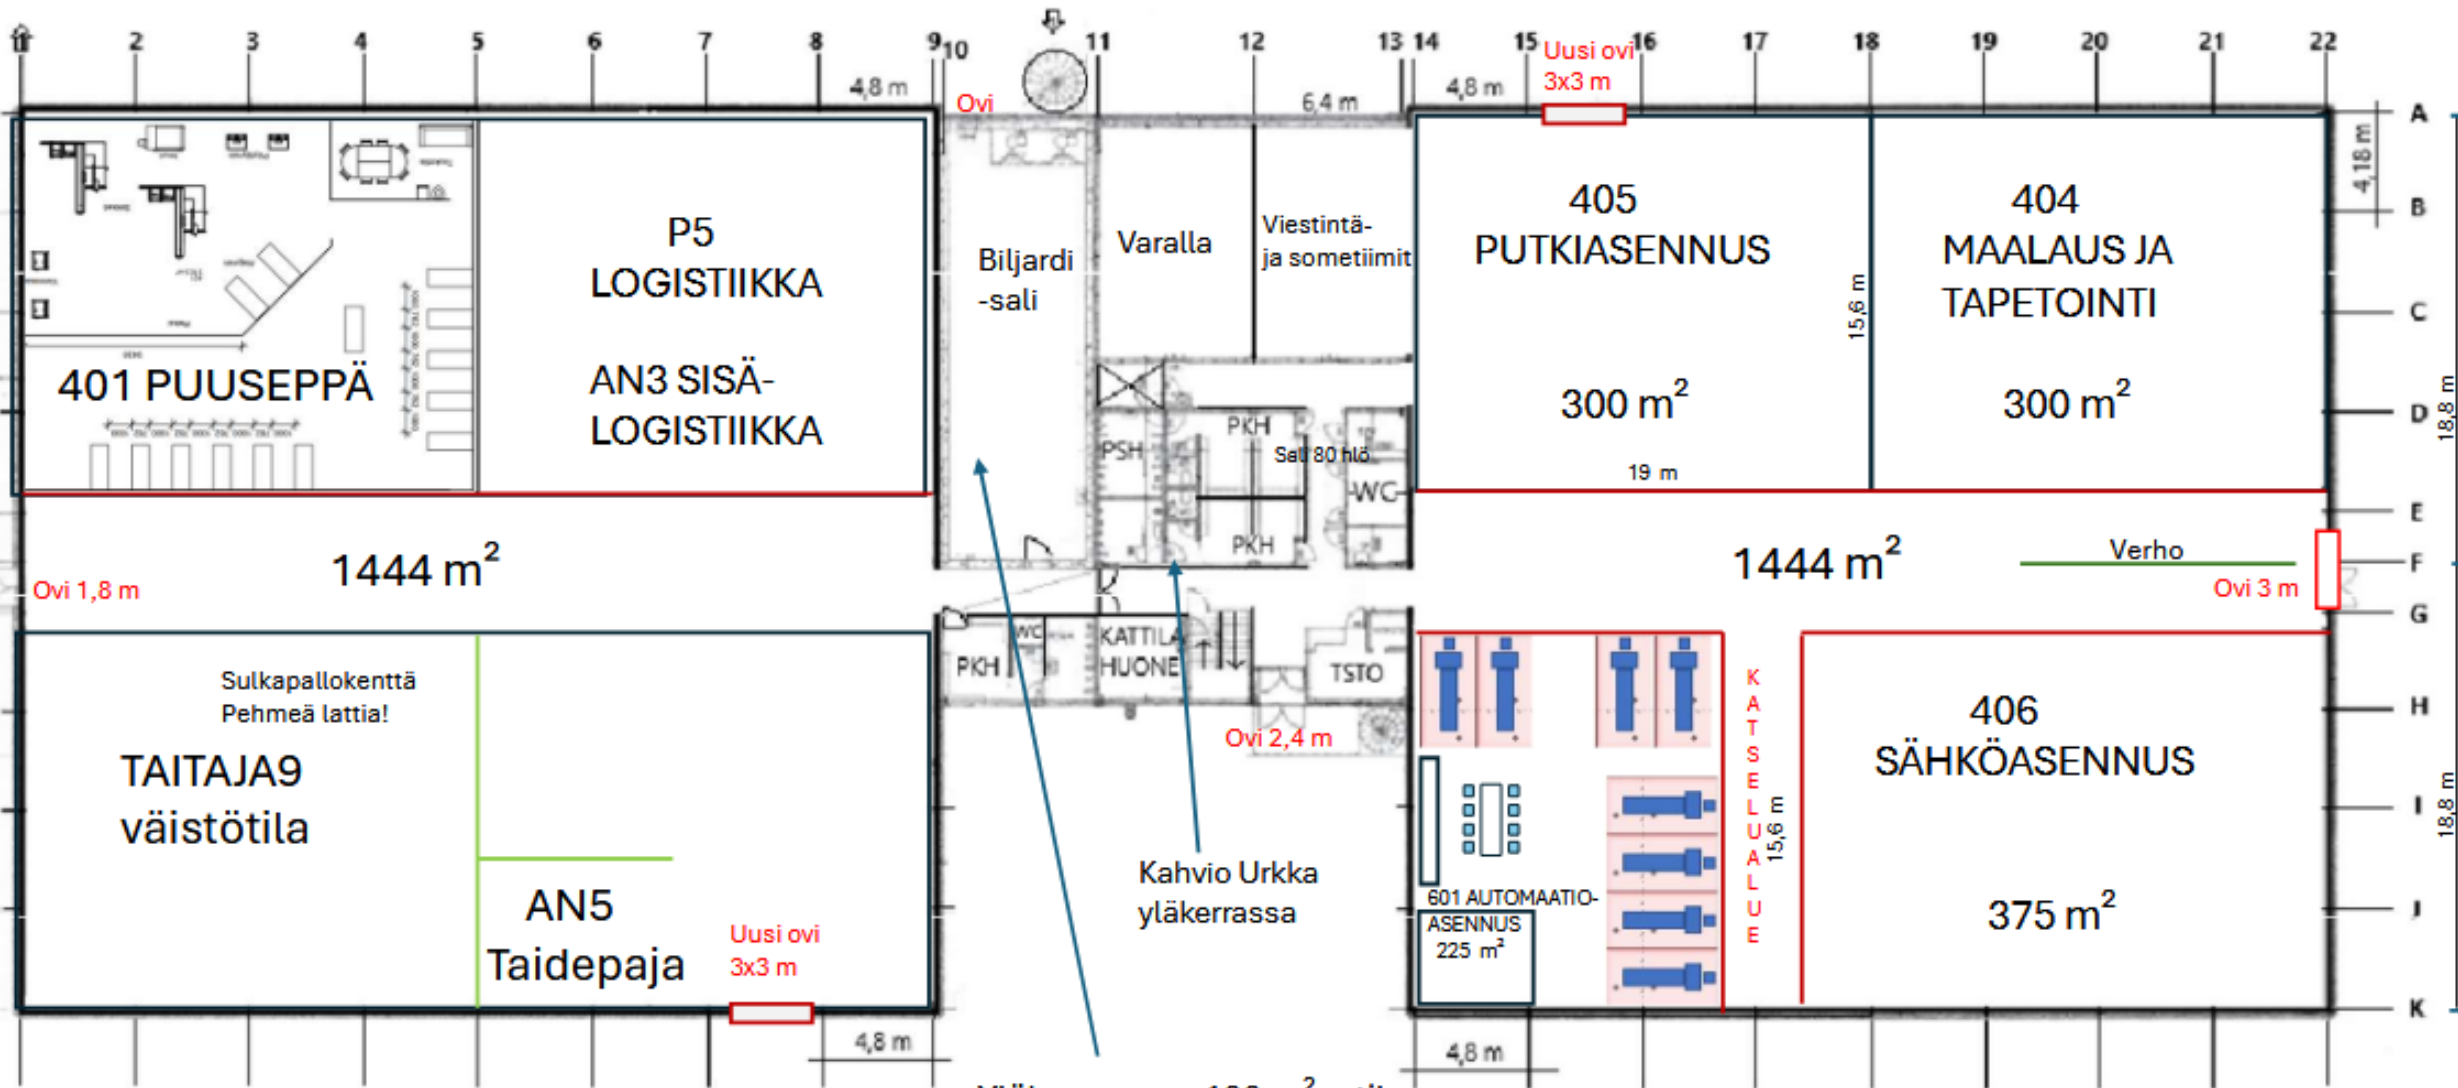 1 2 3 4 5 6 7 8 9 10 11 12 13 14 15 16 17 18 19 20 21 22
4,8 m
Ovi
6,4 m
4,8 m
Uusi ovi
3x3 m
A
B
C
D
E
F
G
H
I
J
K
4,18 m
18,8 m
18,8 m
401 PUUSEPPÄ
P5
LOGISTIIKKA
AN3 SISÄ-
LOGISTIIKKA
Biljardi
-sali
Varalla
Viestintä-
ja sometiimit
405
PUTKIASENNUS
300 m²
19 m
15,6 m
404
MAALAUS JA
TAPETOINTI
300 m²
PSH
PKH
Sali 80 hlö
WC
PKH
1444 m²
Ovi 1,8 m
1444 m²
Verho
Ovi 3 m
PKH
WC
KATTILA
HUONE
TSTO
Ovi 2,4 m
Sulkapallokenttä
Pehmeä lattia!
TAITAJA9
väistötila
AN5
Taidepaja
Uusi ovi
3x3 m
4,8 m
Kahvio Urkka
yläkerrassa
601 AUTOMAATIO-
ASENNUS
225 m²
KATSELUALUE
15,6 m
406
SÄHKÖASENNUS
375 m²
4,8 m